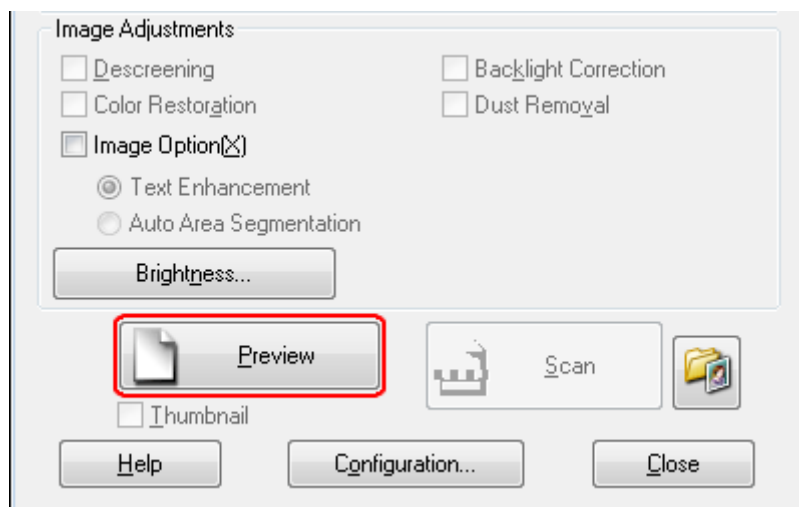 Image Adjustments
Descreening Backlight Correction
Color Restoration Dust Removal
Image Option(X)
Text Enhancement
Auto Area Segmentation
Brightness...
Preview Scan
Thumbnail
Help Configuration... Close